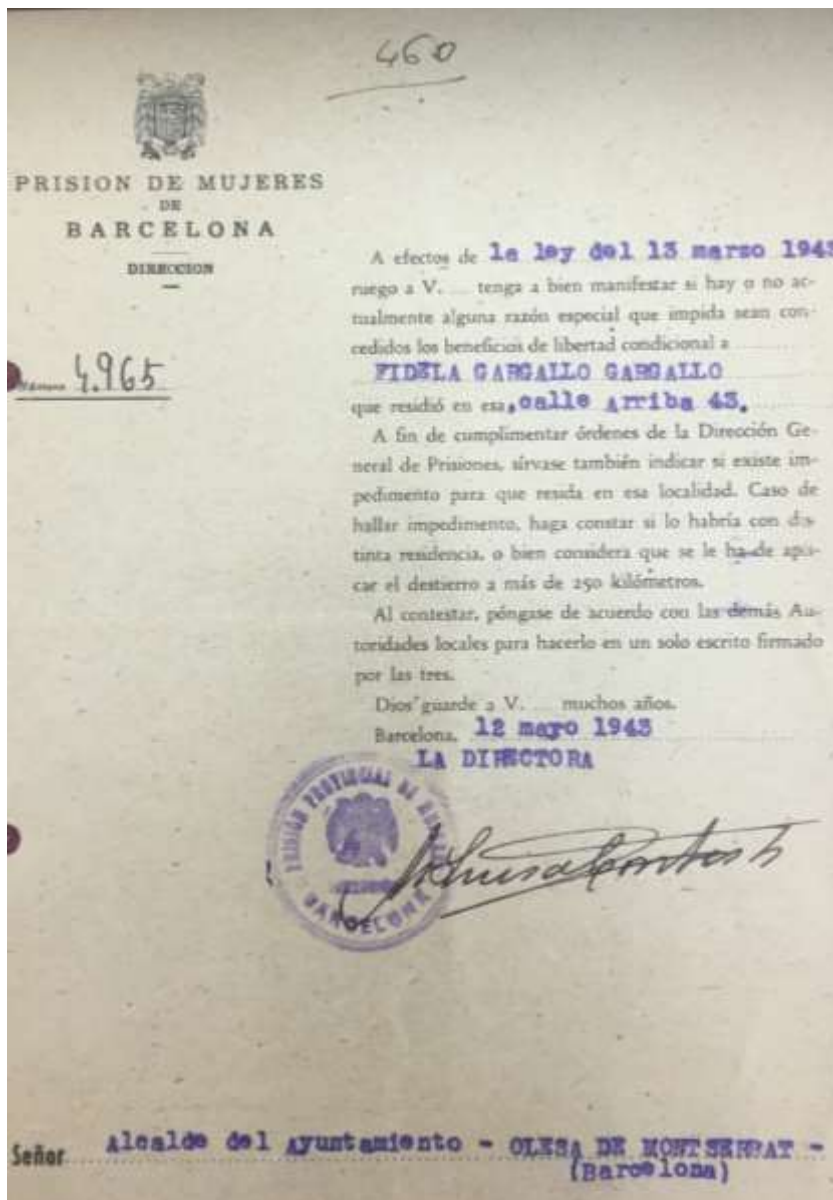 460
PRISION DE MUJERES
DE
BARCELONA
DIRECCION
Número 4.965
A efectos de la ley del 13 marzo 1943
ruego a V. .... tenga a bien manifestar si hay o no ac-
tualmente alguna razón especial que impida sean con-
cedidos los beneficios de libertad condicional a
FIDELA GARGALLO GARGALLO
que residió en esa, calle Arriba 43.
A fin de cumplimentar órdenes de la Dirección Ge-
neral de Prisiones, sírvase también indicar si existe im-
pedimento para que resida en esa localidad. Caso de
hallar impedimento, haga constar si lo habría con dis-
tinta residencia, o bien considera que se le ha de apli-
car el destierro a más de 250 kilómetros.
Al contestar, póngase de acuerdo con las demás Au-
toridades locales para hacerlo en un solo escrito firmado
por las tres.
Dios guarde a V. .... muchos años.
Barcelona, 12 mayo 1943
LA DIRECTORA
PRISION PROVINCIAL DE
BARCELONA
Señor Alcalde del Ayuntamiento - OLESA DE MONTSERRAT -
(Barcelona)